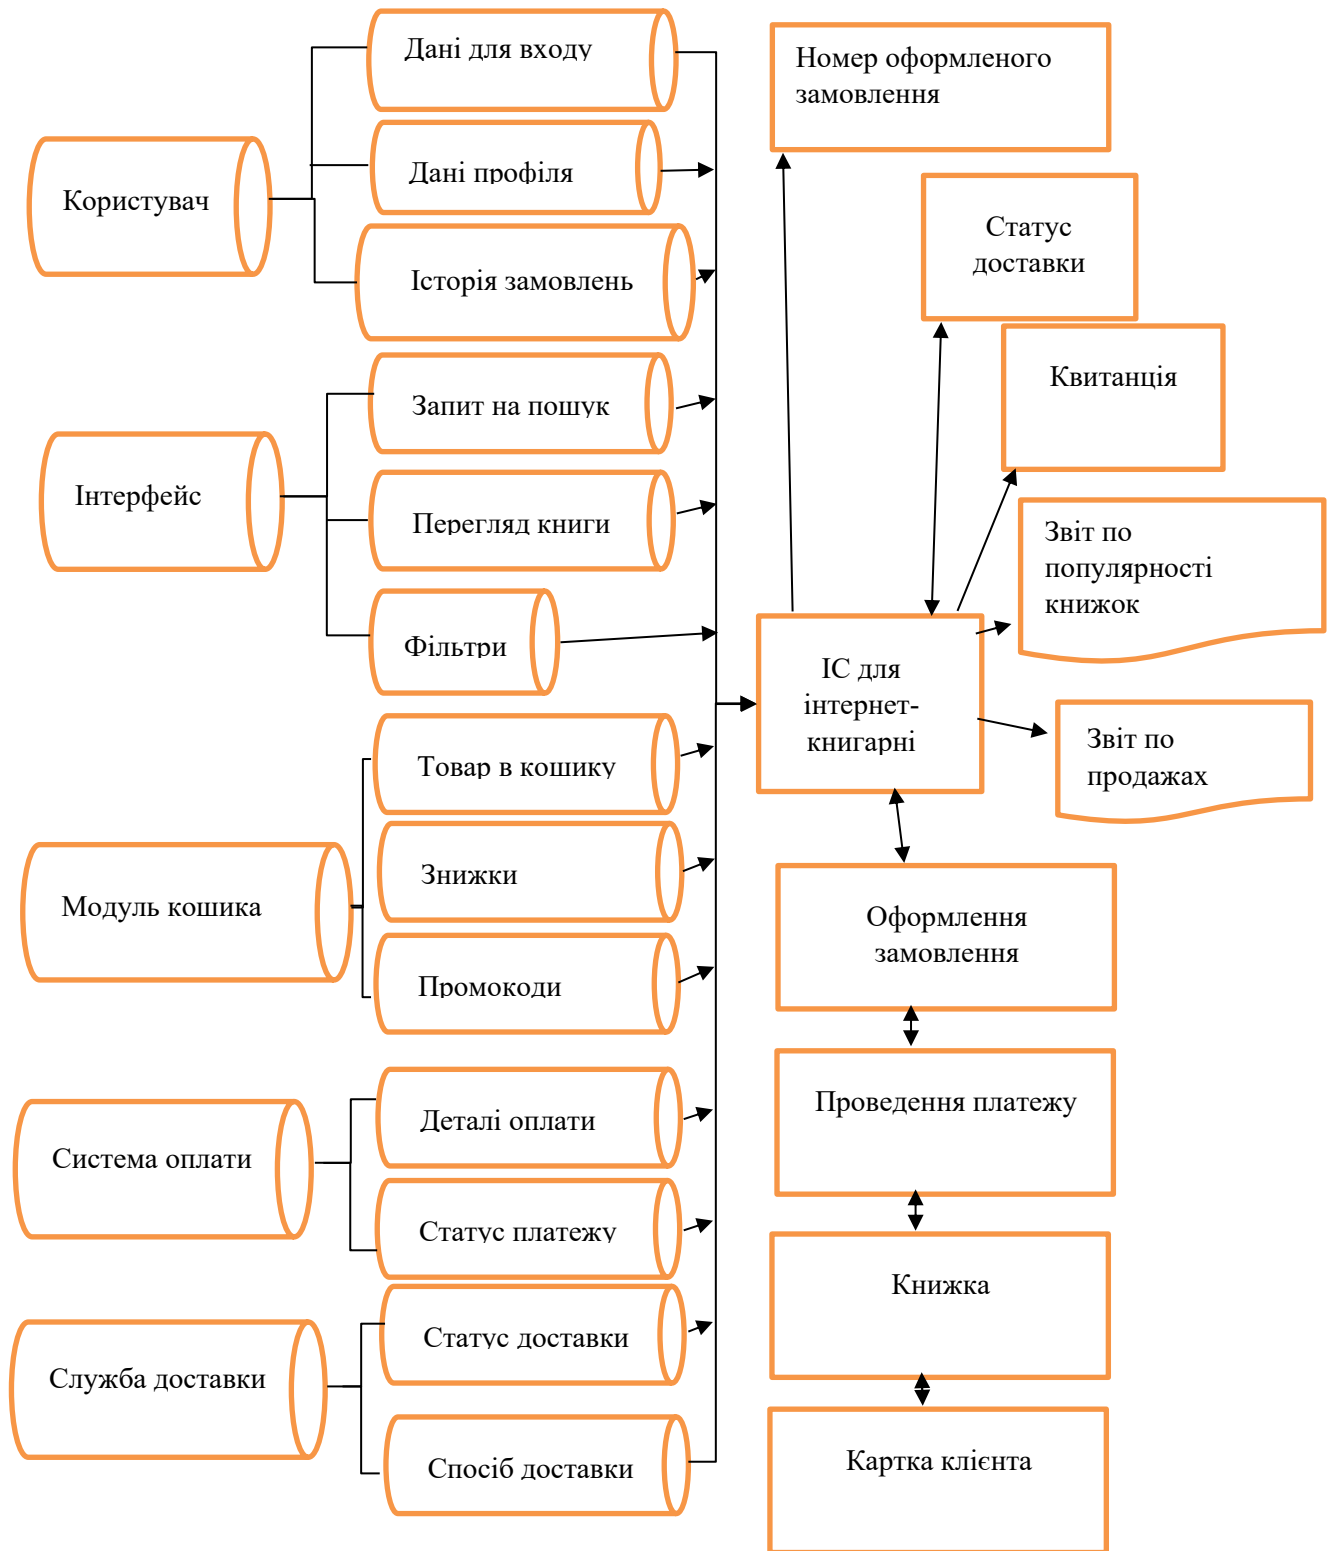 Дані для входу
Номер оформленого
замовлення
Дані профіля
Користувач
Історія замовлень
Статус
доставки
Запит на пошук
Квитанція
Інтерфейс
Перегляд книги
Звіт по
популярності
книжок
Фільтри
ІС для
інтернет-
книгарні
Звіт по
продажах
Товар в кошику
Знижки
Модуль кошика
Оформлення
замовлення
Промокоди
Деталі оплати
Проведення платежу
Система оплати
Статус платежу
Книжка
Статус доставки
Служба доставки
Спосіб доставки
Картка клієнта